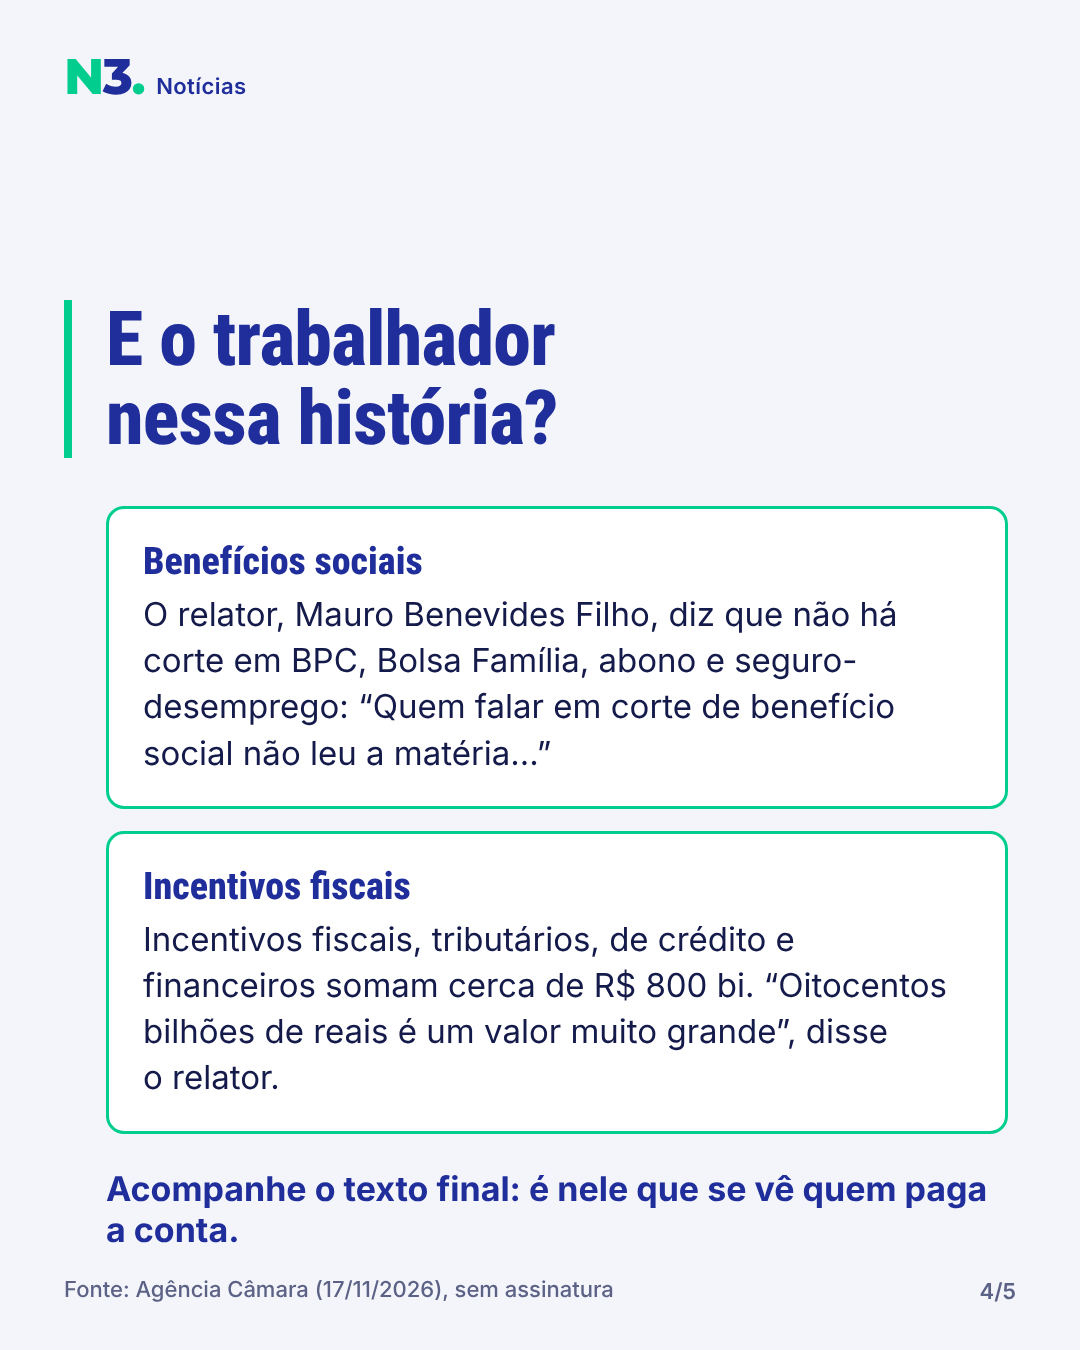 N3. Notícias
E o trabalhador
nessa história?
Benefícios sociais
O relator, Mauro Benevides Filho, diz que não há
corte em BPC, Bolsa Família, abono e seguro-
desemprego: “Quem falar em corte de benefício
social não leu a matéria...”
Incentivos fiscais
Incentivos fiscais, tributários, de crédito e
financeiros somam cerca de R$ 800 bi. “Oitocentos
bilhões de reais é um valor muito grande”, disse
o relator.
Acompanhe o texto final: é nele que se vê quem paga
a conta.
Fonte: Agência Câmara (17/11/2026), sem assinatura
4/5